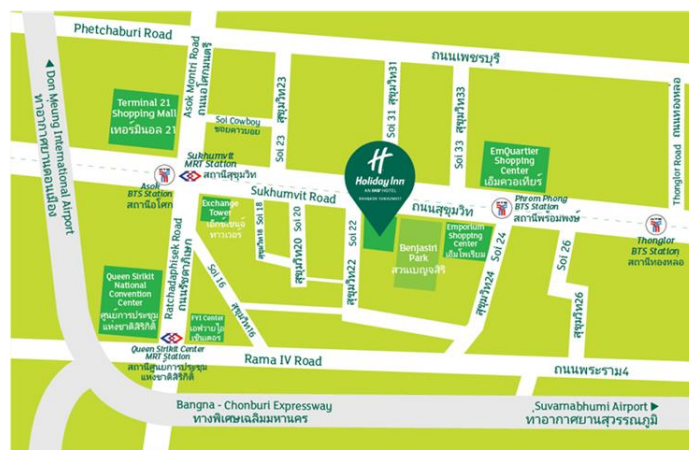 Phetchaburi Road
ถนนเพชรบุรี
◀ Don Meung International Airport
ท่าอากาศยานดอนเมือง
Asok Montri Road
ถนนอโศกมนตรี
Terminal 21
Shopping Mall
เทอร์มินอล 21
Soi Cowboy
ซอยคาวบอย
Soi 23
สุขุมวิท23
Soi 31 สุขุมวิท31
Soi 33
สุขุมวิท33
Thonglor Road ถนนทองหล่อ
EmQuartier
Shopping
Center
เอ็มควอเทียร์
Sukhumvit
MRT Station
สถานีสุขุมวิท
Asok
BTS Station
สถานีอโศก
H
Holiday Inn
AN IHG HOTEL
BANGKOK SUKHUMVIT
Sukhumvit Road
ถนนสุขุมวิท
Phrom Phong
BTS Station
สถานีพร้อมพงษ์
Thonglor
BTS Station
สถานีทองหล่อ
Exchange
Tower
เอ็กซเชนจ์
ทาวเวอร์
Soi 18
สุขุมวิท18
Soi 20
สุขุมวิท20
Soi 22
สุขุมวิท22
Benjasiri
Park
สวนเบญจสิริ
Emporium
Shopping
Center
เอ็มโพเรียม
Soi 24
สุขุมวิท24
Soi 26
สุขุมวิท26
Ratchadaphisek Road
ถนนรัชดาภิเษก
Soi 16
สุขุมวิท16
Queen Sirikit
National
Convention
Center
ศูนย์การประชุม
แห่งชาติสิริกิติ์
FYI Center
เอฟวายไอ
เซ็นเตอร์
Queen Sirikit Center
MRT Station
สถานีศูนย์การประชุม
แห่งชาติสิริกิติ์
Rama IV Road
ถนนพระราม4
Bangna - Chonburi Expressway
ทางพิเศษเฉลิมมหานคร
Suvarnabhumi Airport ▶
ท่าอากาศยานสุวรรณภูมิ